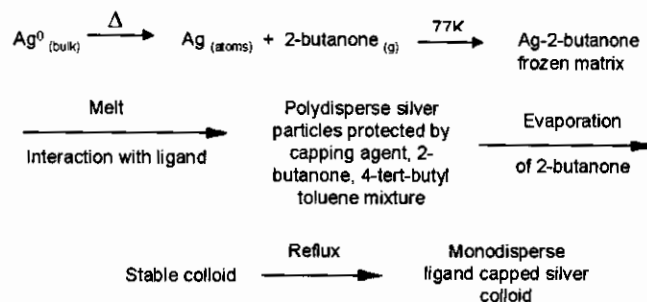 Δ
Ag⁰ (bulk) Ag (atoms) + 2-butanone (g) 77K Ag-2-butanone
frozen matrix
Melt
Interaction with ligand
Polydisperse silver
particles protected by
capping agent, 2-
butanone, 4-tert-butyl
toluene mixture
Evaporation
of 2-butanone
Stable colloid
Reflux
Monodisperse
ligand capped silver
colloid